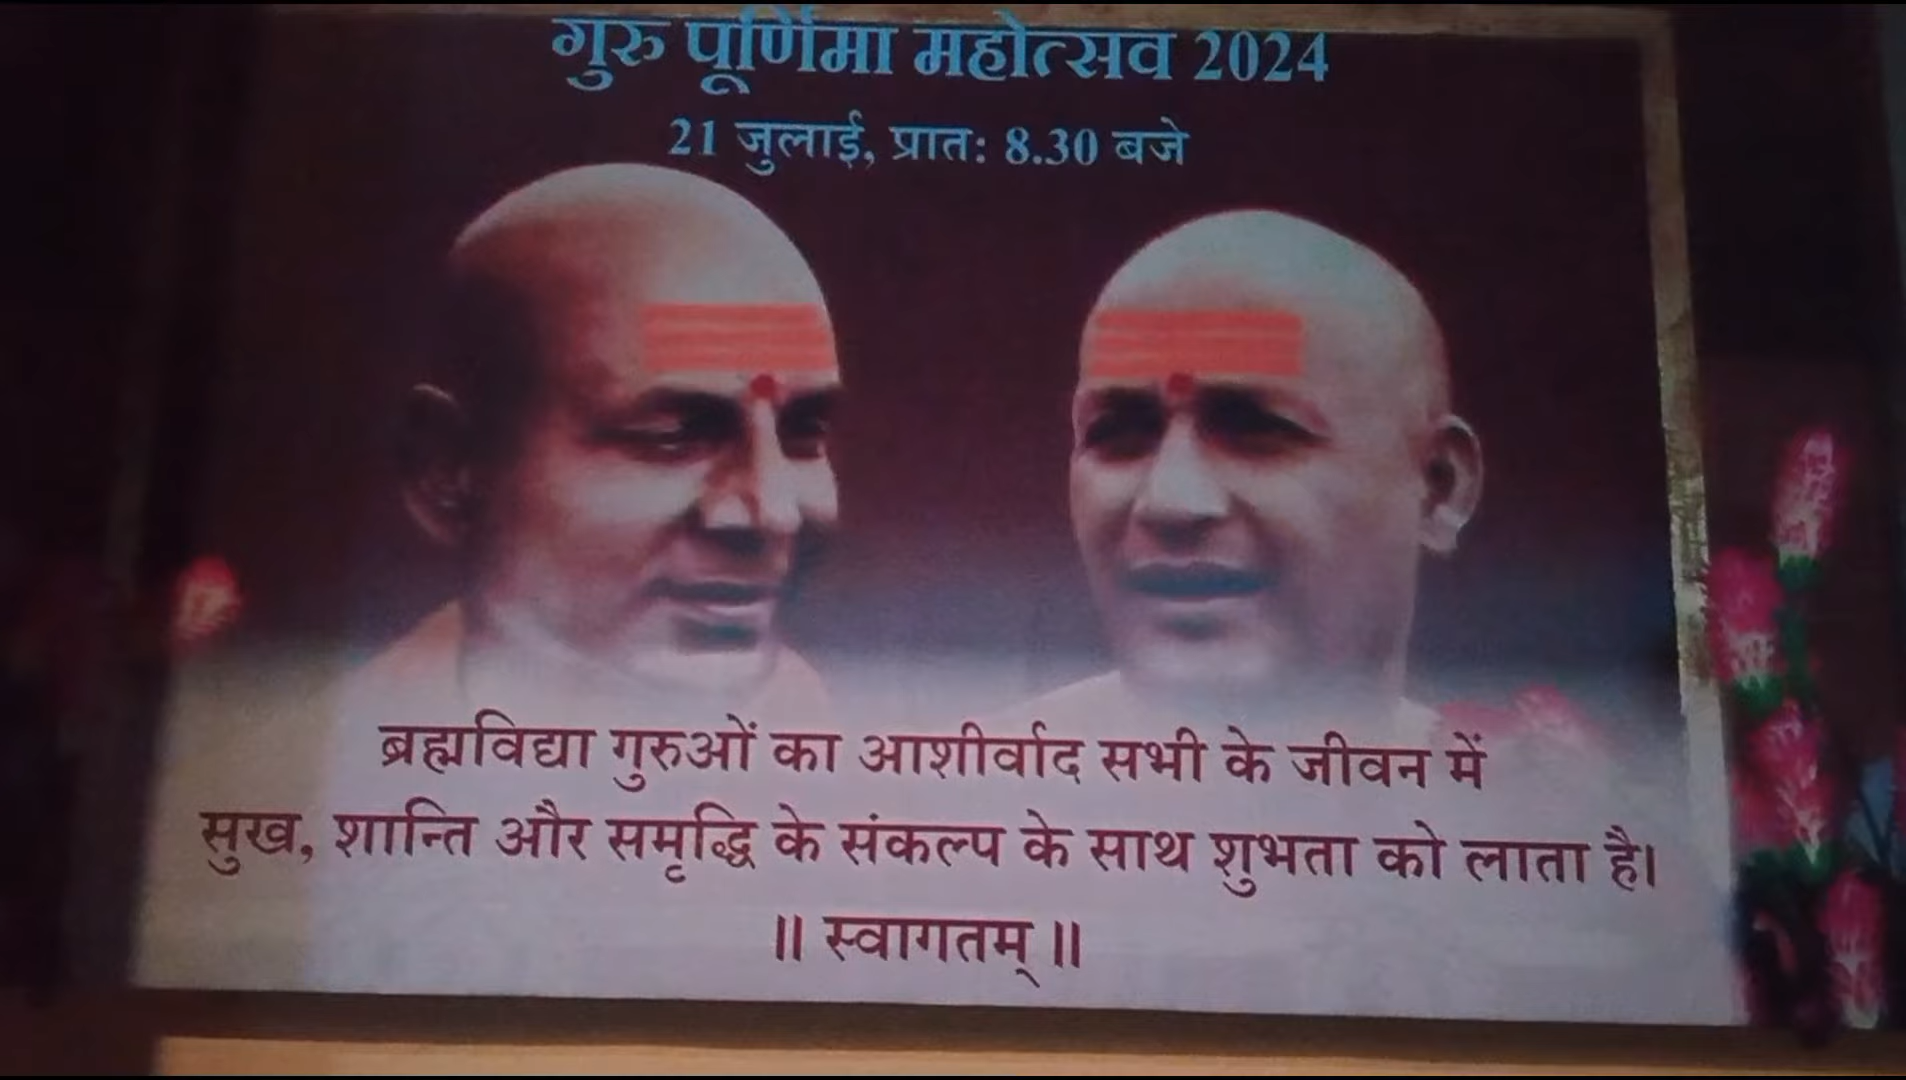 गुरु पूर्णिमा महोत्सव 2024
21 जुलाई, प्रात: 8.30 बजे
ब्रह्मविद्या गुरुओं का आशीर्वाद सभी के जीवन में
सुख, शान्ति और समृद्धि के संकल्प के साथ शुभता को लाता है।
॥ स्वागतम् ॥